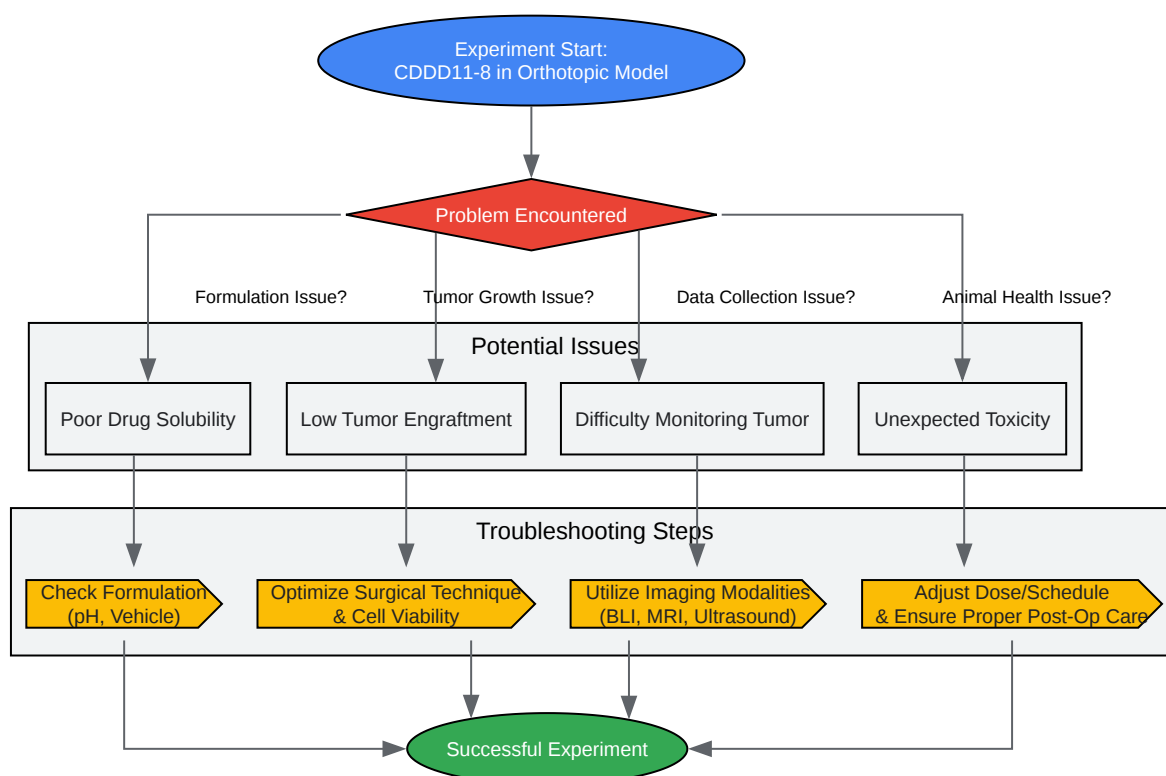 Experiment Start:
CDDD11-8 in Orthotopic Model
Problem Encountered
Formulation Issue?
Tumor Growth Issue?
Data Collection Issue?
Animal Health Issue?
Potential Issues
Poor Drug Solubility
Low Tumor Engraftment
Difficulty Monitoring Tumor
Unexpected Toxicity
Troubleshooting Steps
Check Formulation
(pH, Vehicle)
Optimize Surgical Technique
& Cell Viability
Utilize Imaging Modalities
(BLI, MRI, Ultrasound)
Adjust Dose/Schedule
& Ensure Proper Post-Op Care
Successful Experiment